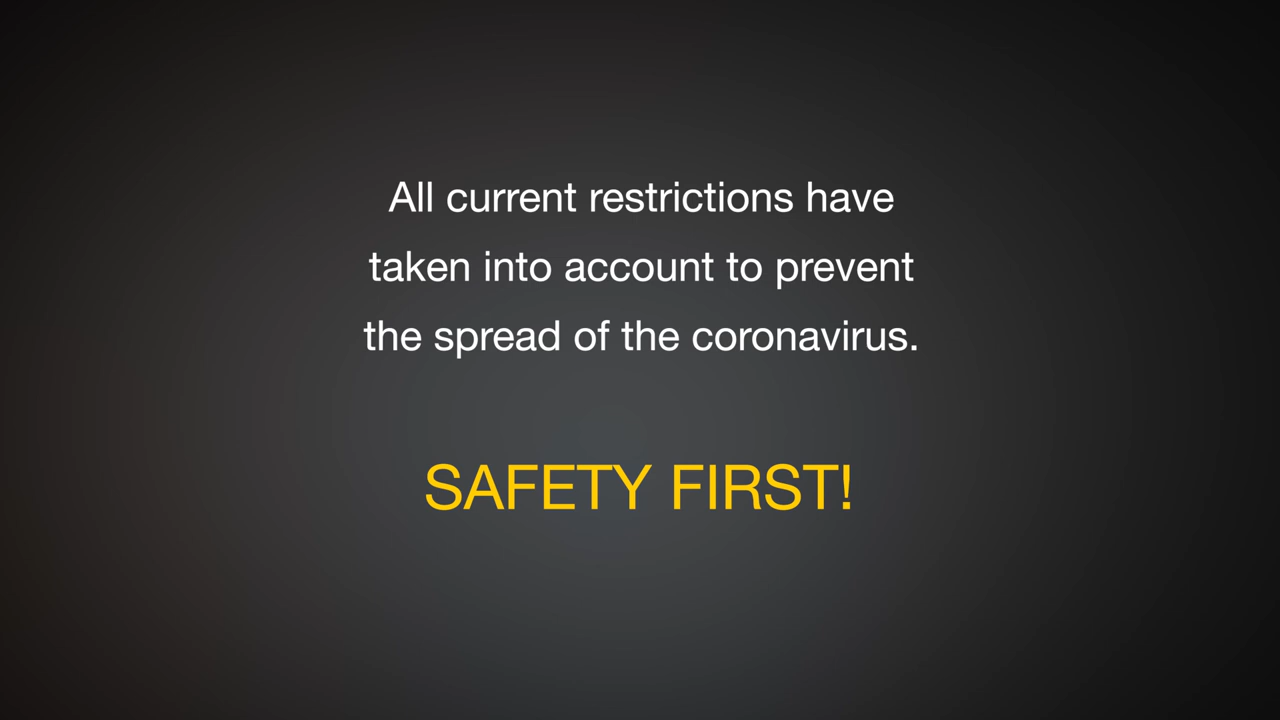 All current restrictions have
taken into account to prevent
the spread of the coronavirus.
SAFETY FIRST!